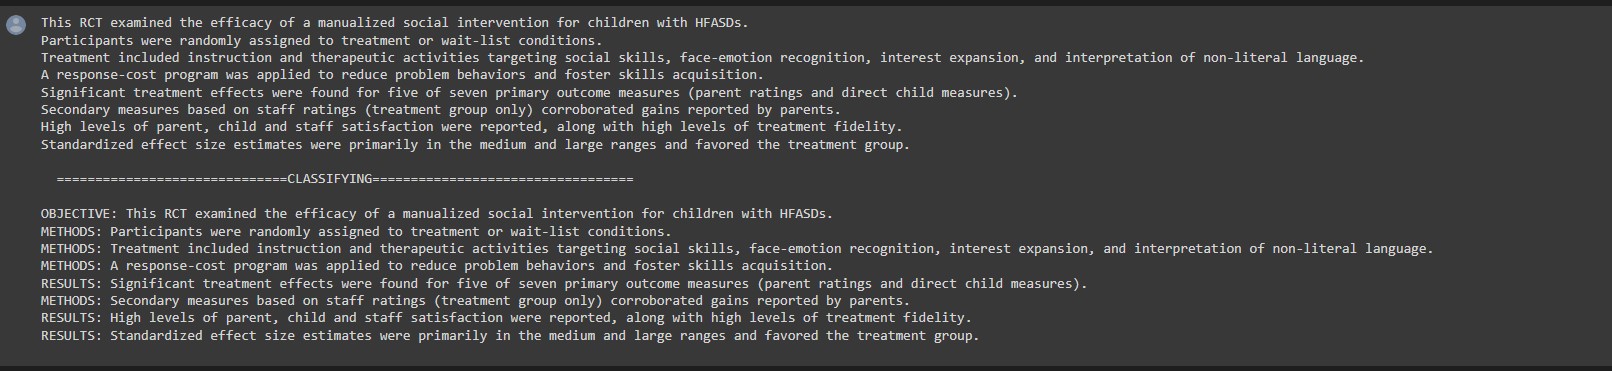 This RCT examined the efficacy of a manualized social intervention for children with HFASDs.
Participants were randomly assigned to treatment or wait-list conditions.
Treatment included instruction and therapeutic activities targeting social skills, face-emotion recognition, interest expansion, and interpretation of non-literal language.
A response-cost program was applied to reduce problem behaviors and foster skills acquisition.
Significant treatment effects were found for five of seven primary outcome measures (parent ratings and direct child measures).
Secondary measures based on staff ratings (treatment group only) corroborated gains reported by parents.
High levels of parent, child and staff satisfaction were reported, along with high levels of treatment fidelity.
Standardized effect size estimates were primarily in the medium and large ranges and favored the treatment group.
==============================CLASSIFYING==================================
OBJECTIVE: This RCT examined the efficacy of a manualized social intervention for children with HFASDs.
METHODS: Participants were randomly assigned to treatment or wait-list conditions.
METHODS: Treatment included instruction and therapeutic activities targeting social skills, face-emotion recognition, interest expansion, and interpretation of non-literal language.
METHODS: A response-cost program was applied to reduce problem behaviors and foster skills acquisition.
RESULTS: Significant treatment effects were found for five of seven primary outcome measures (parent ratings and direct child measures).
METHODS: Secondary measures based on staff ratings (treatment group only) corroborated gains reported by parents.
RESULTS: High levels of parent, child and staff satisfaction were reported, along with high levels of treatment fidelity.
RESULTS: Standardized effect size estimates were primarily in the medium and large ranges and favored the treatment group.